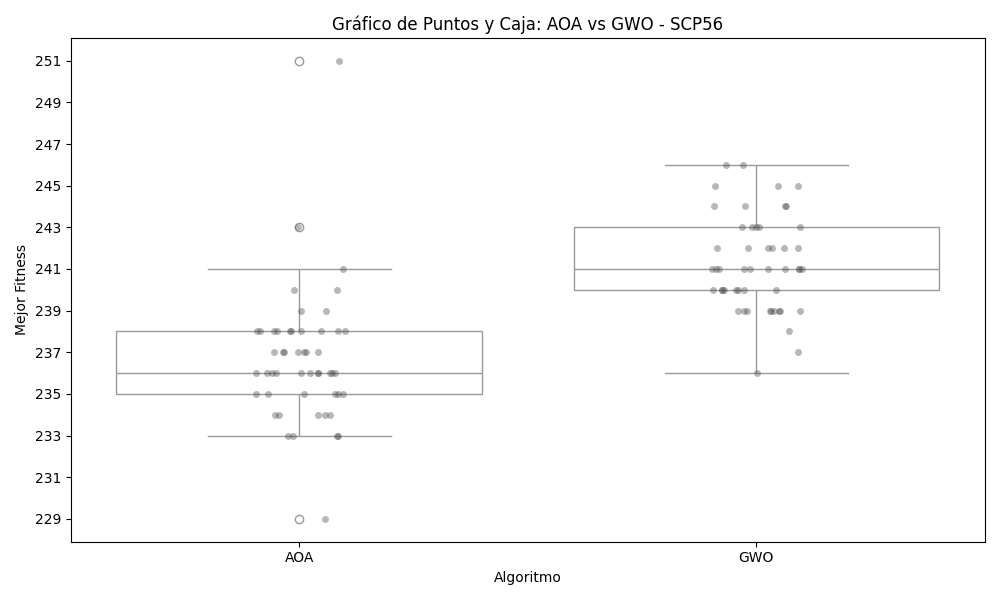 Gráfico de Puntos y Caja: AOA vs GWO - SCP56
251
249
247
245
243
241
239
237
235
233
231
229
Mejor Fitness
AOA
GWO
Algoritmo